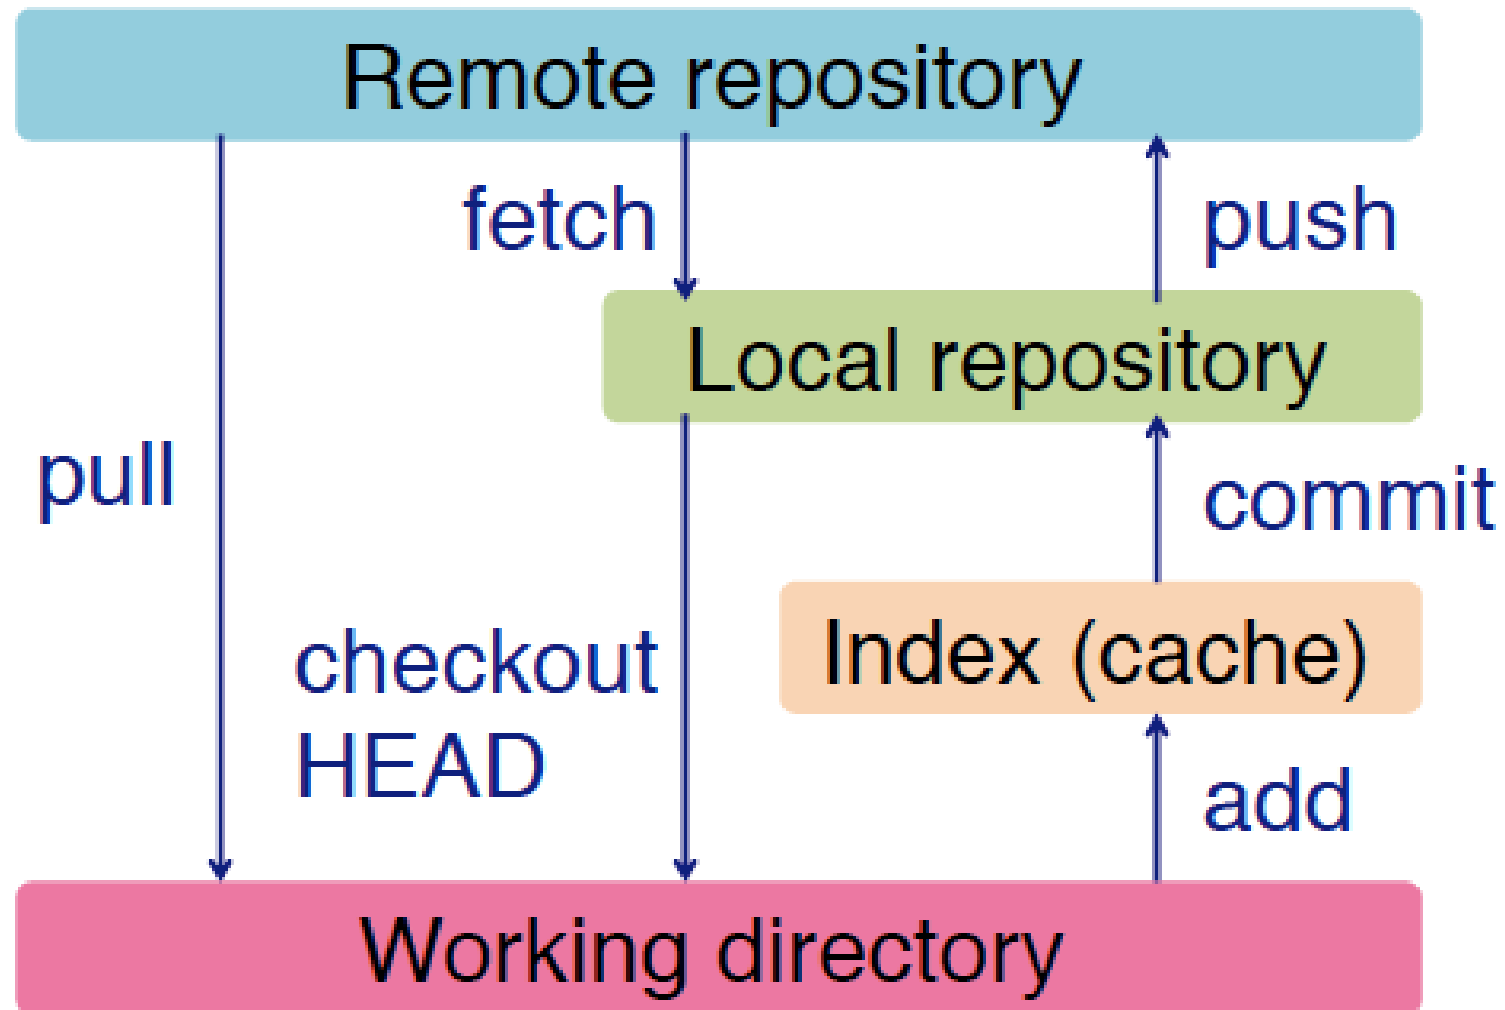 Remote repository
fetch
push
Local repository
pull
commit
checkout
HEAD
Index (cache)
add
Working directory